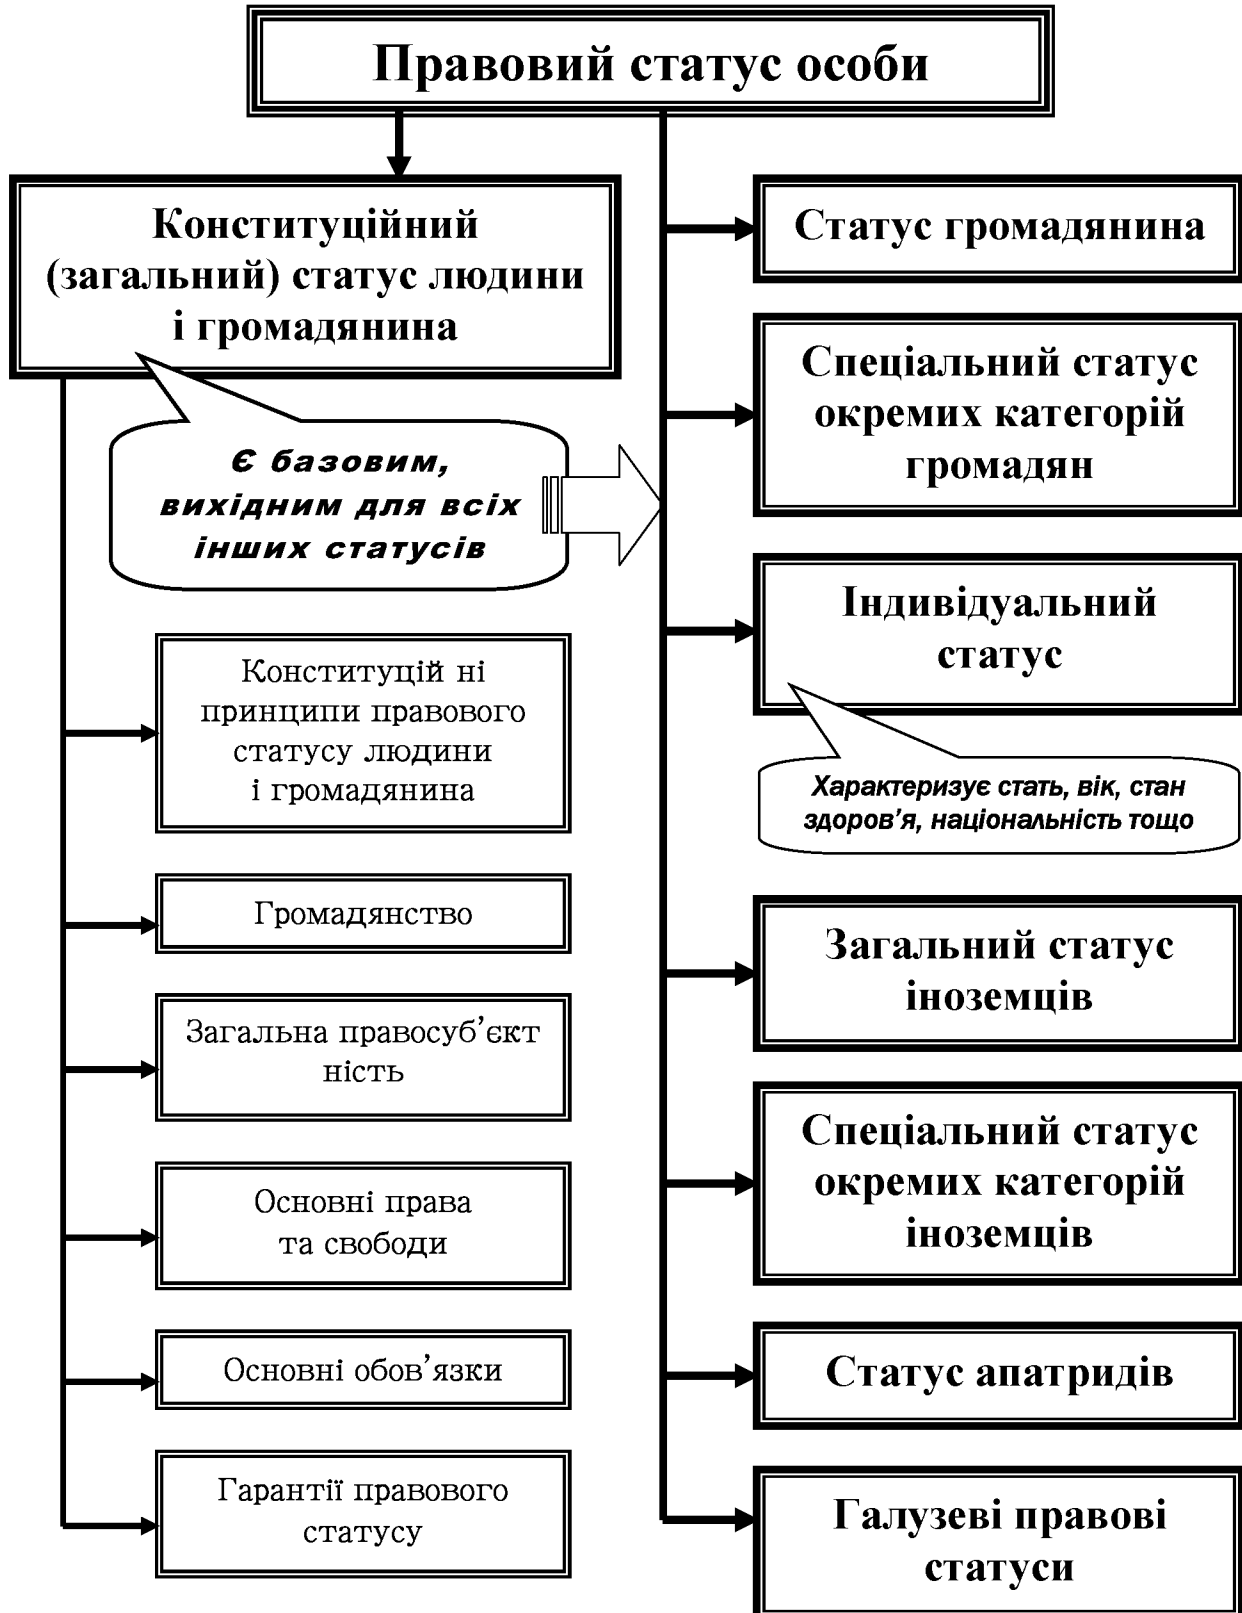 Правовий статус особи
Конституційний
(загальний) статус людини
і громадянина
Є базовим,
вихідним для всіх
інших статусів
Конституцій ні
принципи правового
статусу людини
і громадянина
Громадянство
Загальна правосуб’єкт
ність
Основні права
та свободи
Основні обов’язки
Гарантії правового
статусу
Статус громадянина
Спеціальний статус
окремих категорій
громадян
Індивідуальний
статус
Характеризує стать, вік, стан
здоров’я, національність тощо
Загальний статус
іноземців
Спеціальний статус
окремих категорій
іноземців
Статус апатридів
Галузеві правові
статуси